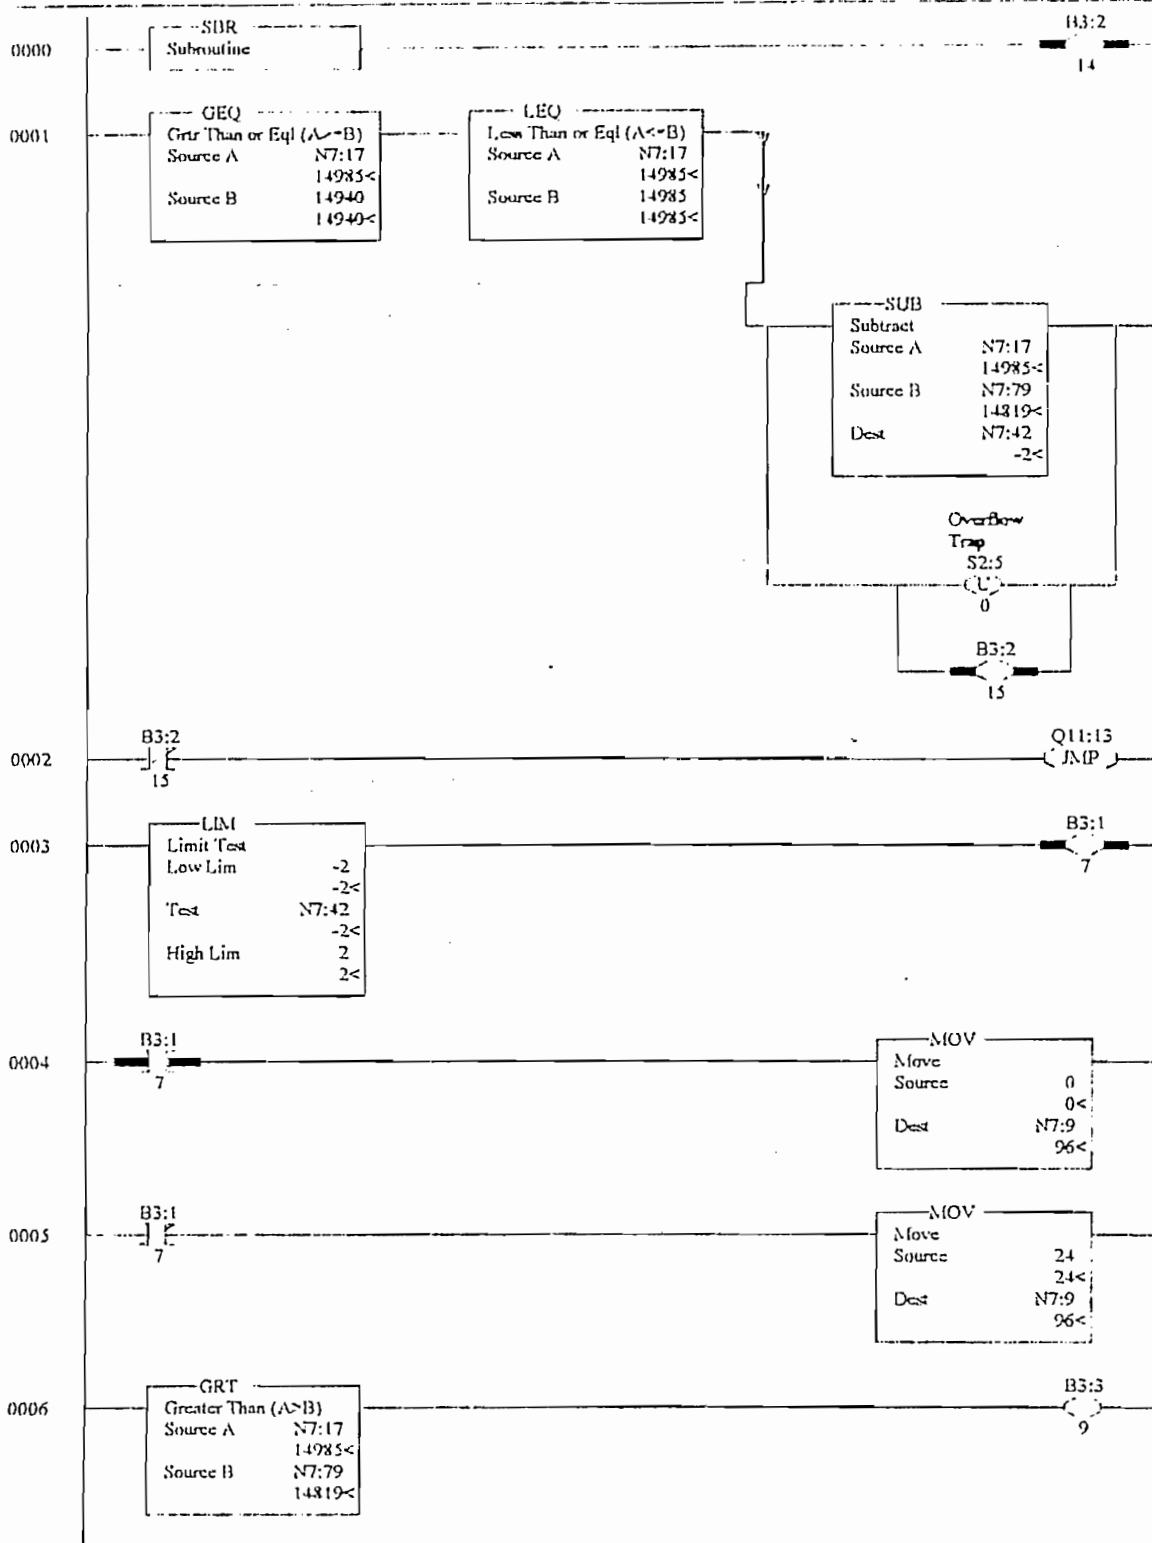 SBR
B3:2
0000
Subroutine
14
GEQ
LEQ
0001
Grtr Than or Eql (A>=B)
Less Than or Eql (A<=B)
Source A N7:17
14985<
Source B 14940
14940<
Source A N7:17
14985<
Source B 14985
14985<
SUB
Subtract
Source A N7:17
14985<
Source B N7:79
14819<
Dest N7:42
-2<
Overflow
Trap
S2:5
U
0
B3:2
15
B3:2
Q11:13
0002
JMP
15
LIM
B3:1
0003
Limit Test
7
Low Lim -2
-2<
Test N7:42
-2<
High Lim 2
2<
B3:1
MOV
0004
7
Move
Source 0
0<
Dest N7:9
96<
B3:1
MOV
0005
7
Move
Source 24
24<
Dest N7:9
96<
GRT
B3:3
0006
Greater Than (A>B)
9
Source A N7:17
14985<
Source B N7:79
14819<